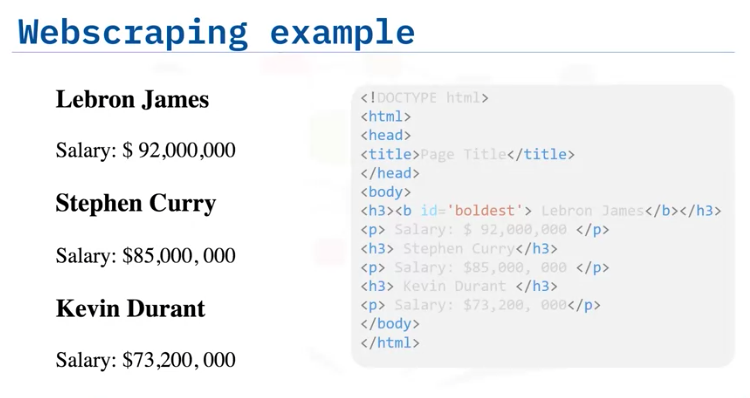 Webscraping example
Lebron James
Salary: $ 92,000,000
Stephen Curry
Salary: $85,000, 000
Kevin Durant
Salary: $73,200, 000
<!DOCTYPE html>
<html>
<head>
<title>Page Title</title>
</head>
<body>
<h3><b id='boldest'> Lebron James</b></h3>
<p> Salary: $ 92,000,000 </p>
<h3> Stephen Curry</h3>
<p> Salary: $85,000, 000 </p>
<h3> Kevin Durant </h3>
<p> Salary: $73,200, 000</p>
</body>
</html>